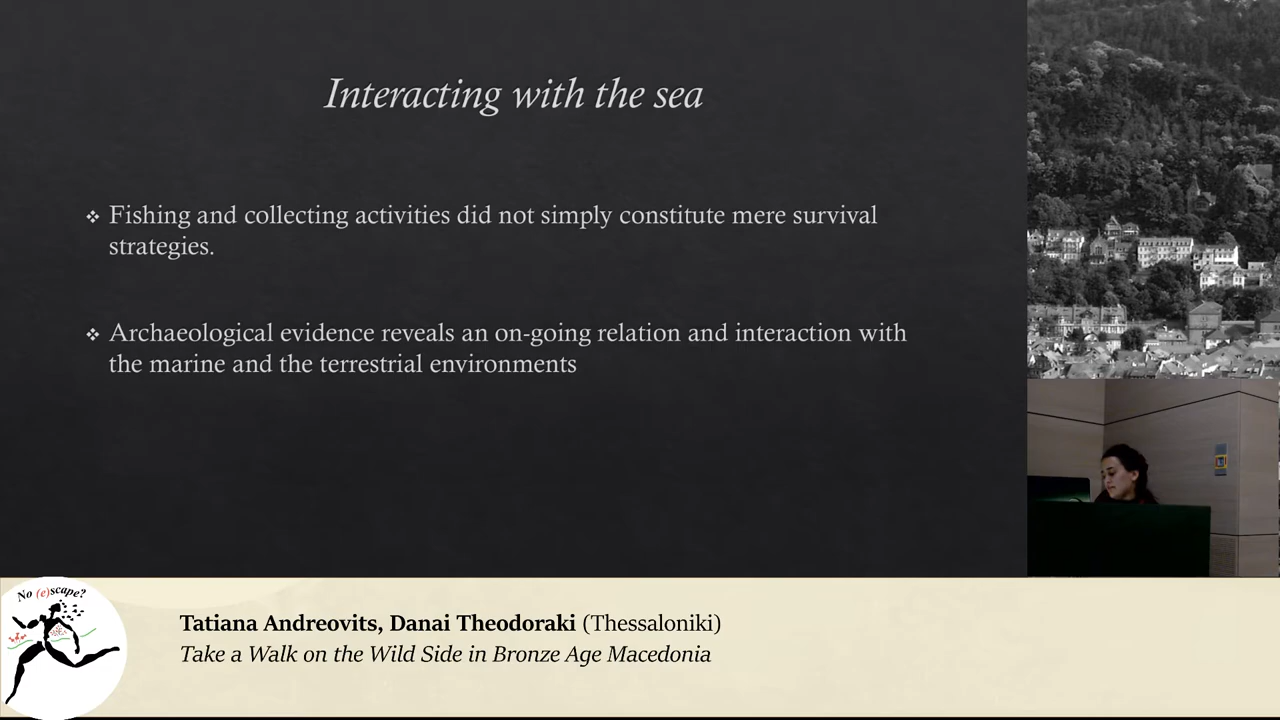 Interacting with the sea
❖ Fishing and collecting activities did not simply constitute mere survival
strategies.
❖ Archaeological evidence reveals an on-going relation and interaction with
the marine and the terrestrial environments
No (e)scape?
Tatiana Andreovits, Danai Theodoraki (Thessaloniki)
Take a Walk on the Wild Side in Bronze Age Macedonia